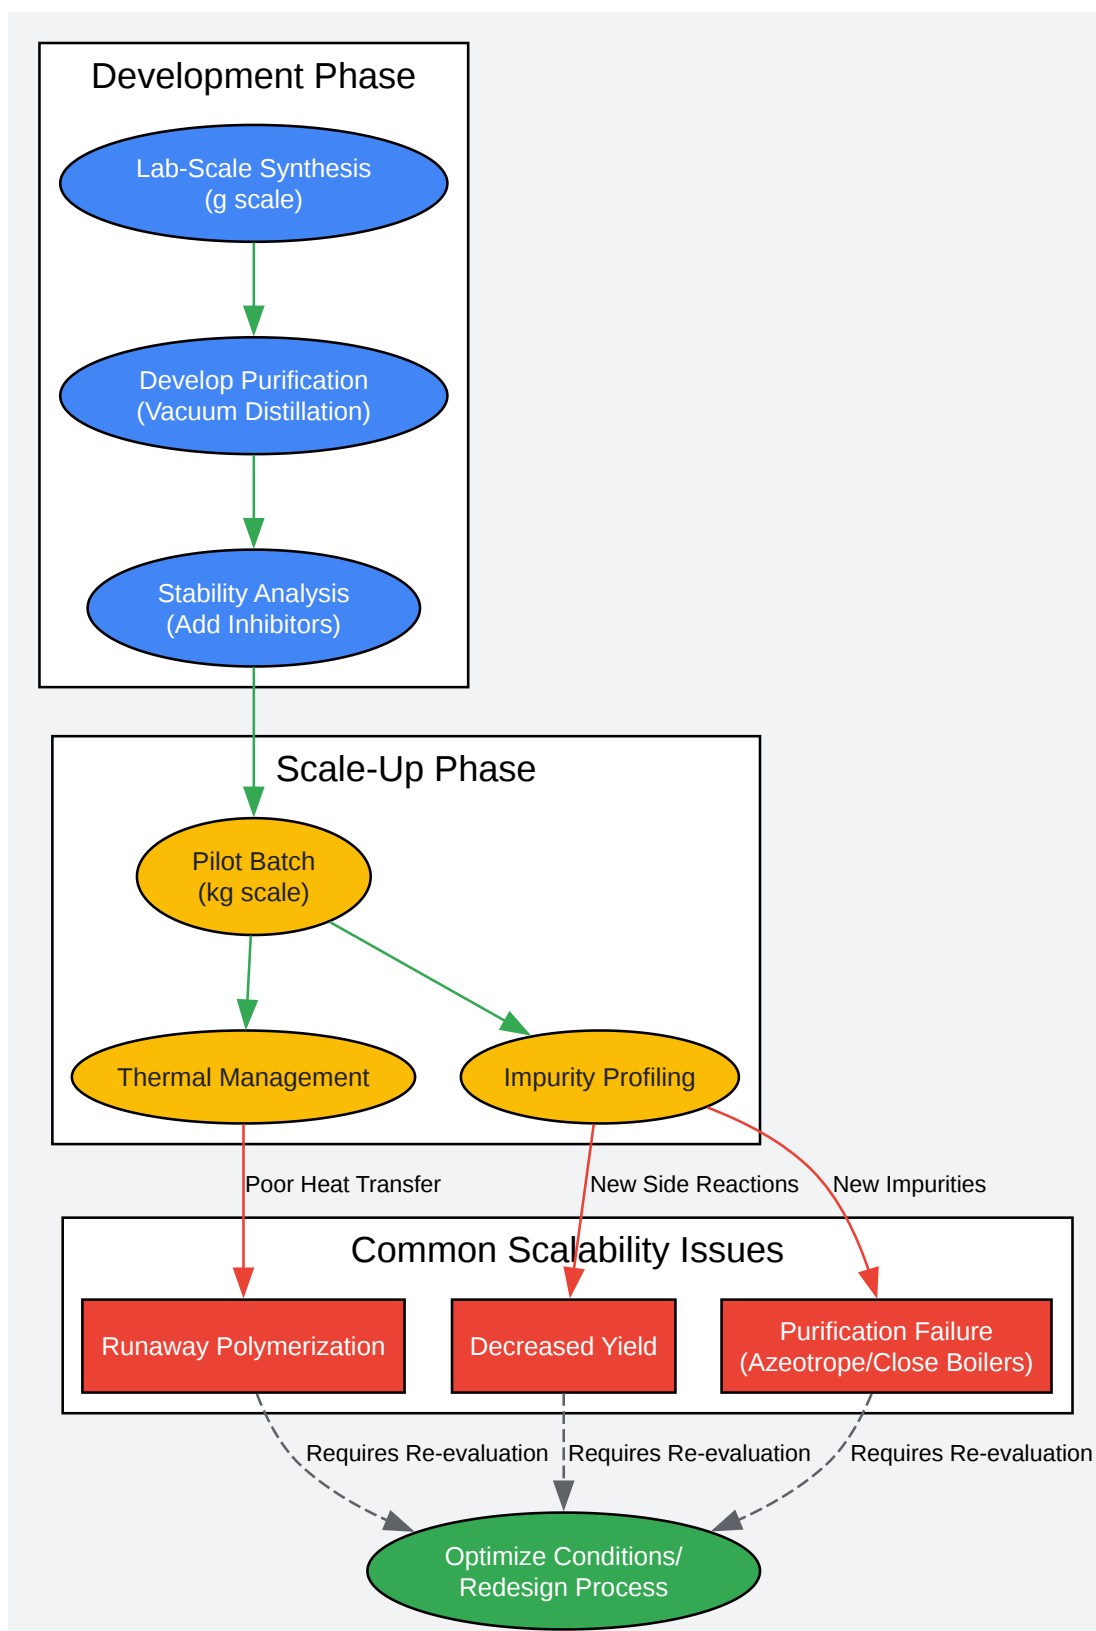 Development Phase
Lab-Scale Synthesis
(g scale)
Develop Purification
(Vacuum Distillation)
Stability Analysis
(Add Inhibitors)
Scale-Up Phase
Pilot Batch
(kg scale)
Thermal Management
Impurity Profiling
Poor Heat Transfer
New Side Reactions
New Impurities
Common Scalability Issues
Runaway Polymerization
Decreased Yield
Purification Failure
(Azeotrope/Close Boilers)
Requires Re-evaluation
Requires Re-evaluation
Requires Re-evaluation
Optimize Conditions/
Redesign Process